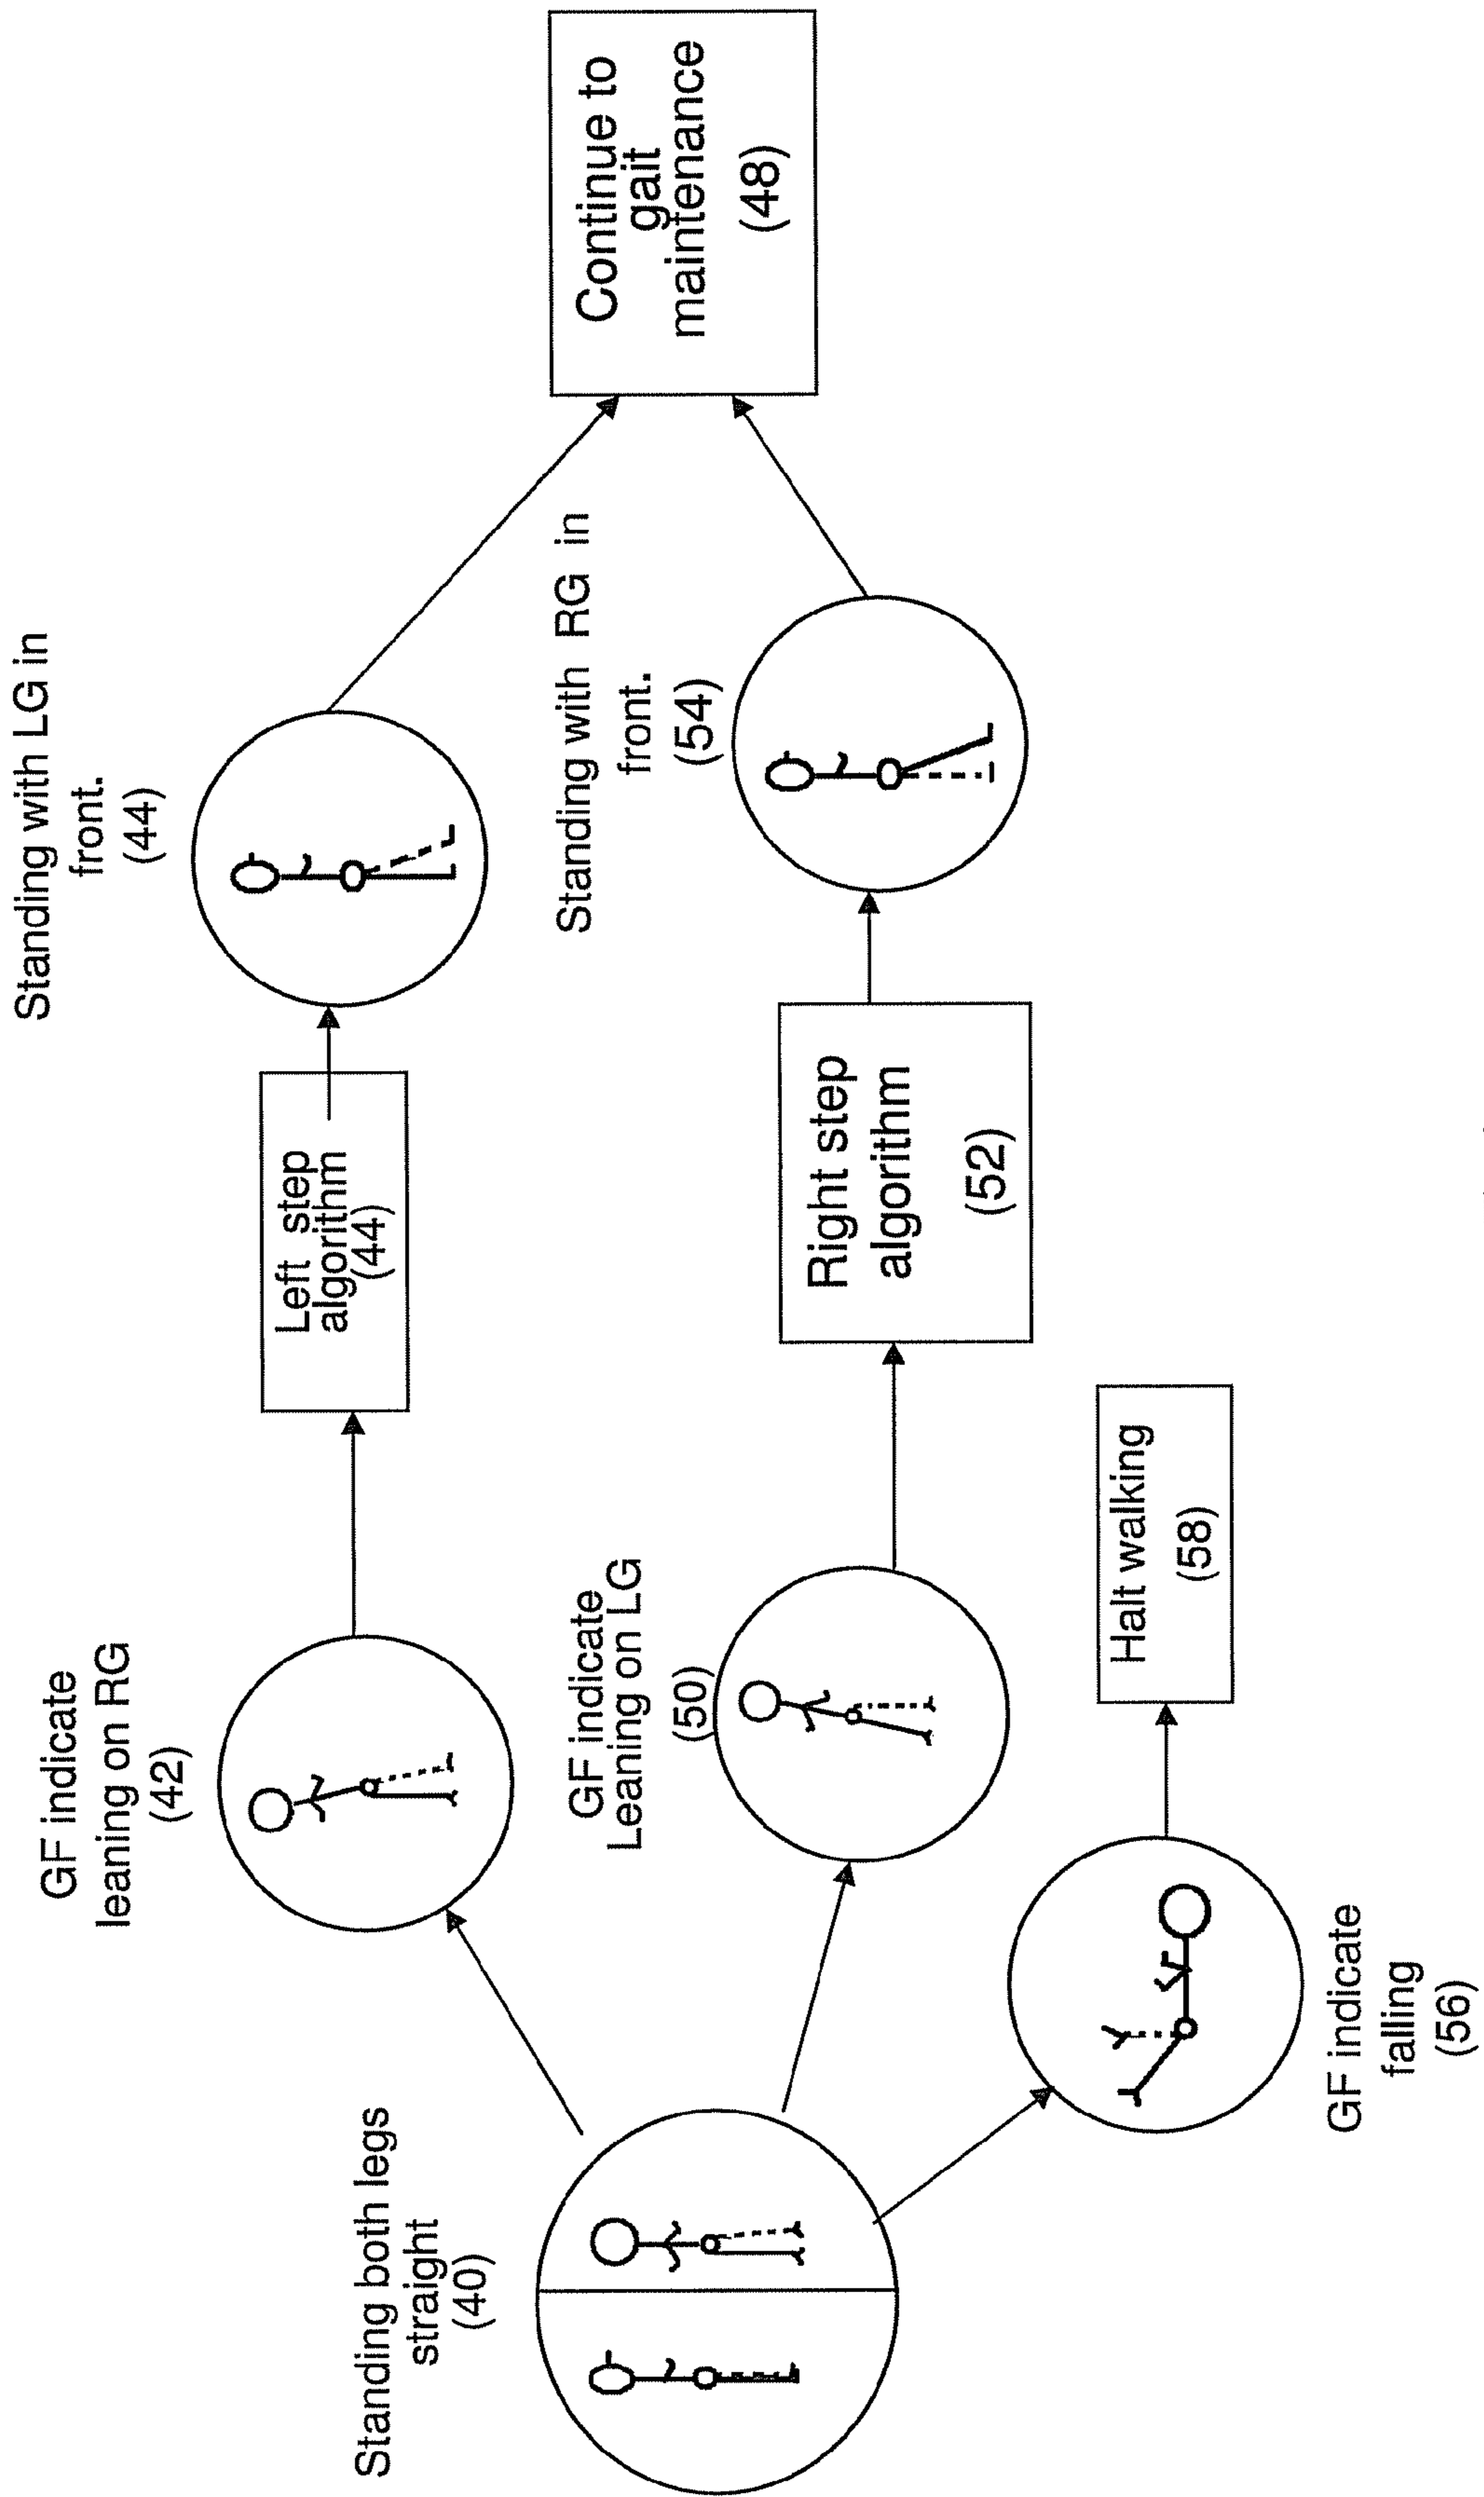 Standing both legs
straight
(40)
GF indicate
leaning on RG
(42)
Left step
algorithm
(44)
Standing with LG in
front.
(44)
GF indicate
Leaning on LG
(50)
Right step
algorithm
(52)
Standing with RG in
front.
(54)
Continue to
gait
maintenance
(48)
GF indicate
falling
(56)
Halt walking
(58)